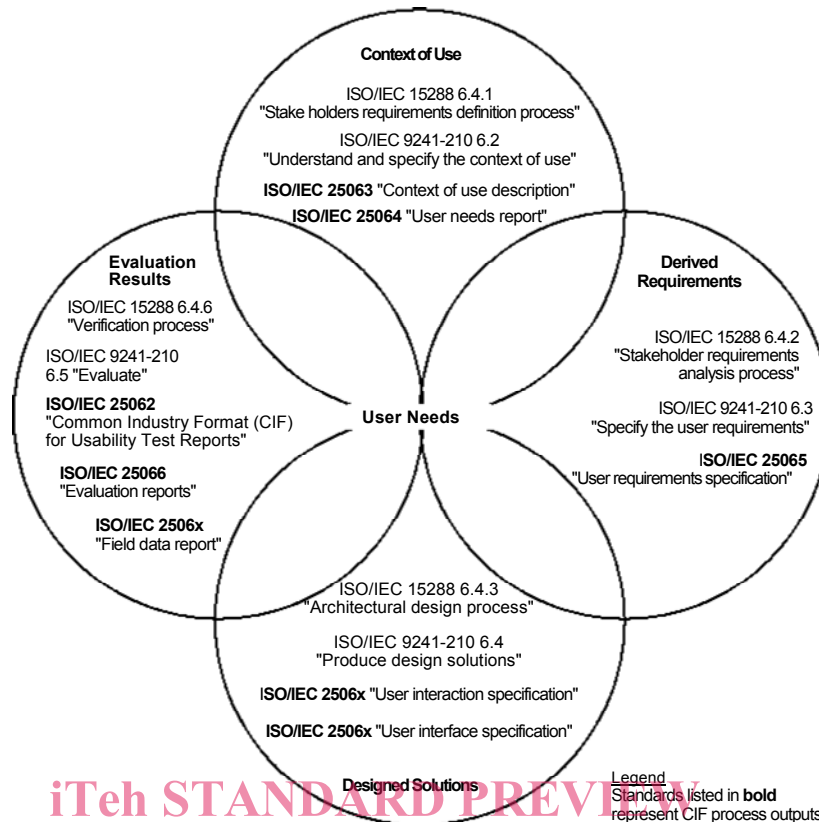 Context of Use
ISO/IEC 15288 6.4.1
"Stake holders requirements definition process"
ISO/IEC 9241-210 6.2
"Understand and specify the context of use"
ISO/IEC 25063 "Context of use description"
ISO/IEC 25064 "User needs report"
Evaluation
Results
ISO/IEC 15288 6.4.6
"Verification process"
ISO/IEC 9241-210
6.5 "Evaluate"
ISO/IEC 25062
"Common Industry Format (CIF)
for Usability Test Reports"
ISO/IEC 25066
"Evaluation reports"
ISO/IEC 2506x
"Field data report"
User Needs
Derived
Requirements
ISO/IEC 15288 6.4.2
"Stakeholder requirements
analysis process"
ISO/IEC 9241-210 6.3
"Specify the user requirements"
ISO/IEC 25065
"User requirements specification"
ISO/IEC 15288 6.4.3
"Architectural design process"
ISO/IEC 9241-210 6.4
"Produce design solutions"
ISO/IEC 2506x "User interaction specification"
ISO/IEC 2506x "User interface specification"
Designed Solutions
iTeh STANDARD PREVIEW
Legend
Standards listed in bold
represent CIF process outputs